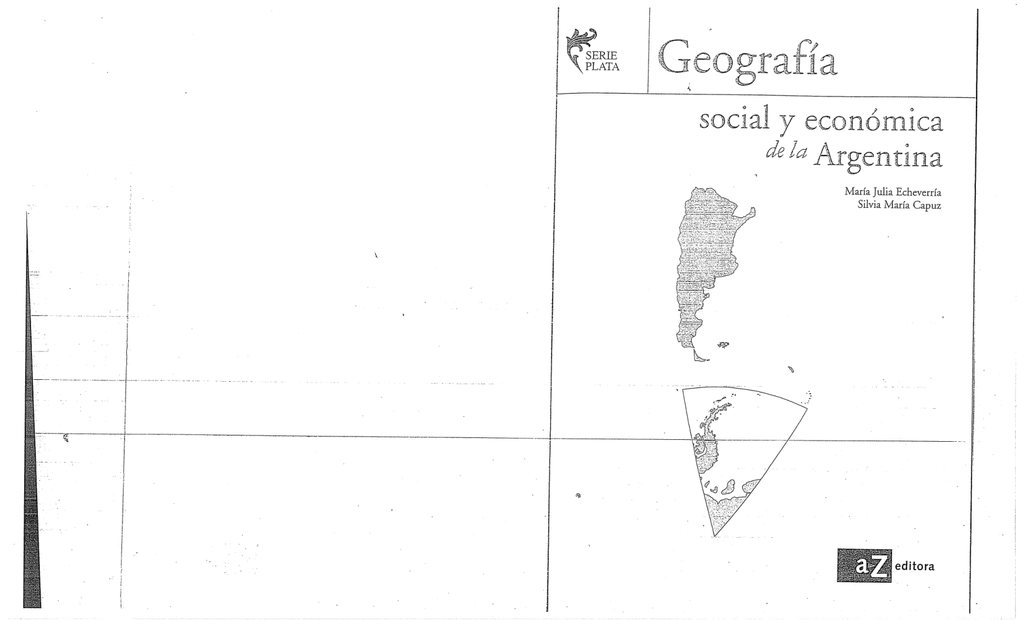 SERIE
PLATA
Geografía
social y económica
de la Argentina
María Julia Echeverría
Silvia María Capuz
aZ editora